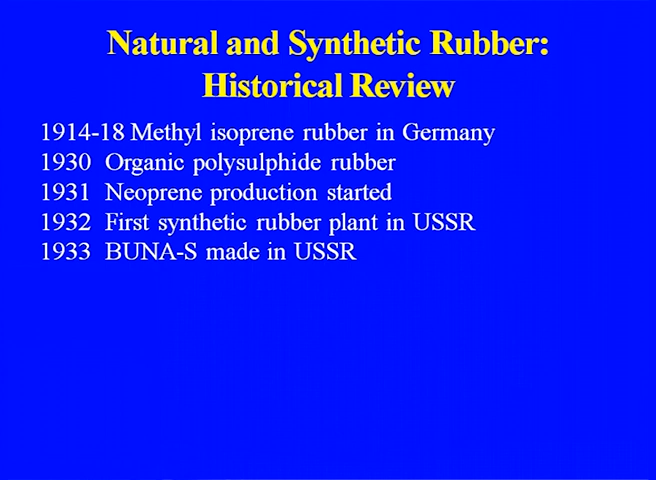 Natural and Synthetic Rubber:
Historical Review
1914-18 Methyl isoprene rubber in Germany
1930 Organic polysulphide rubber
1931 Neoprene production started
1932 First synthetic rubber plant in USSR
1933 BUNA-S made in USSR